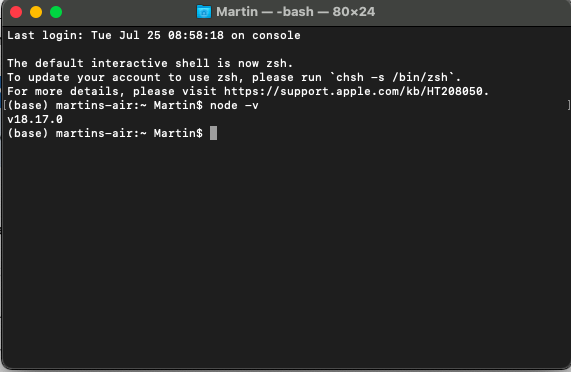 Martin — -bash — 80×24
Last login: Tue Jul 25 08:58:18 on console
The default interactive shell is now zsh.
To update your account to use zsh, please run `chsh -s /bin/zsh`.
For more details, please visit https://support.apple.com/kb/HT208050.
[(base) martins-air:~ Martin$ node -v ]
v18.17.0
(base) martins-air:~ Martin$